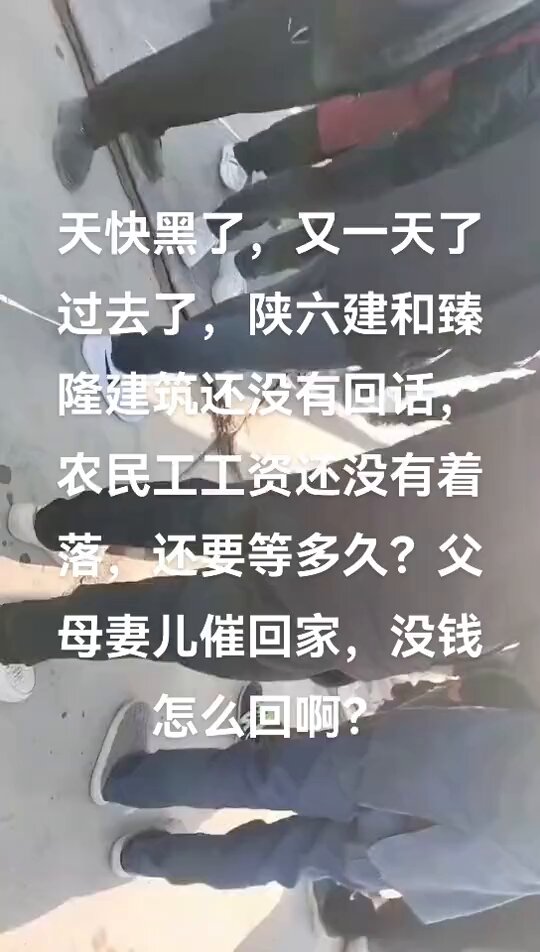 天快黑了，又一天了
过去了，陕六建和臻
隆建筑还没有回话，
农民工工资还没有着
落，还要等多久？父
母妻儿催回家，没钱
怎么回啊？